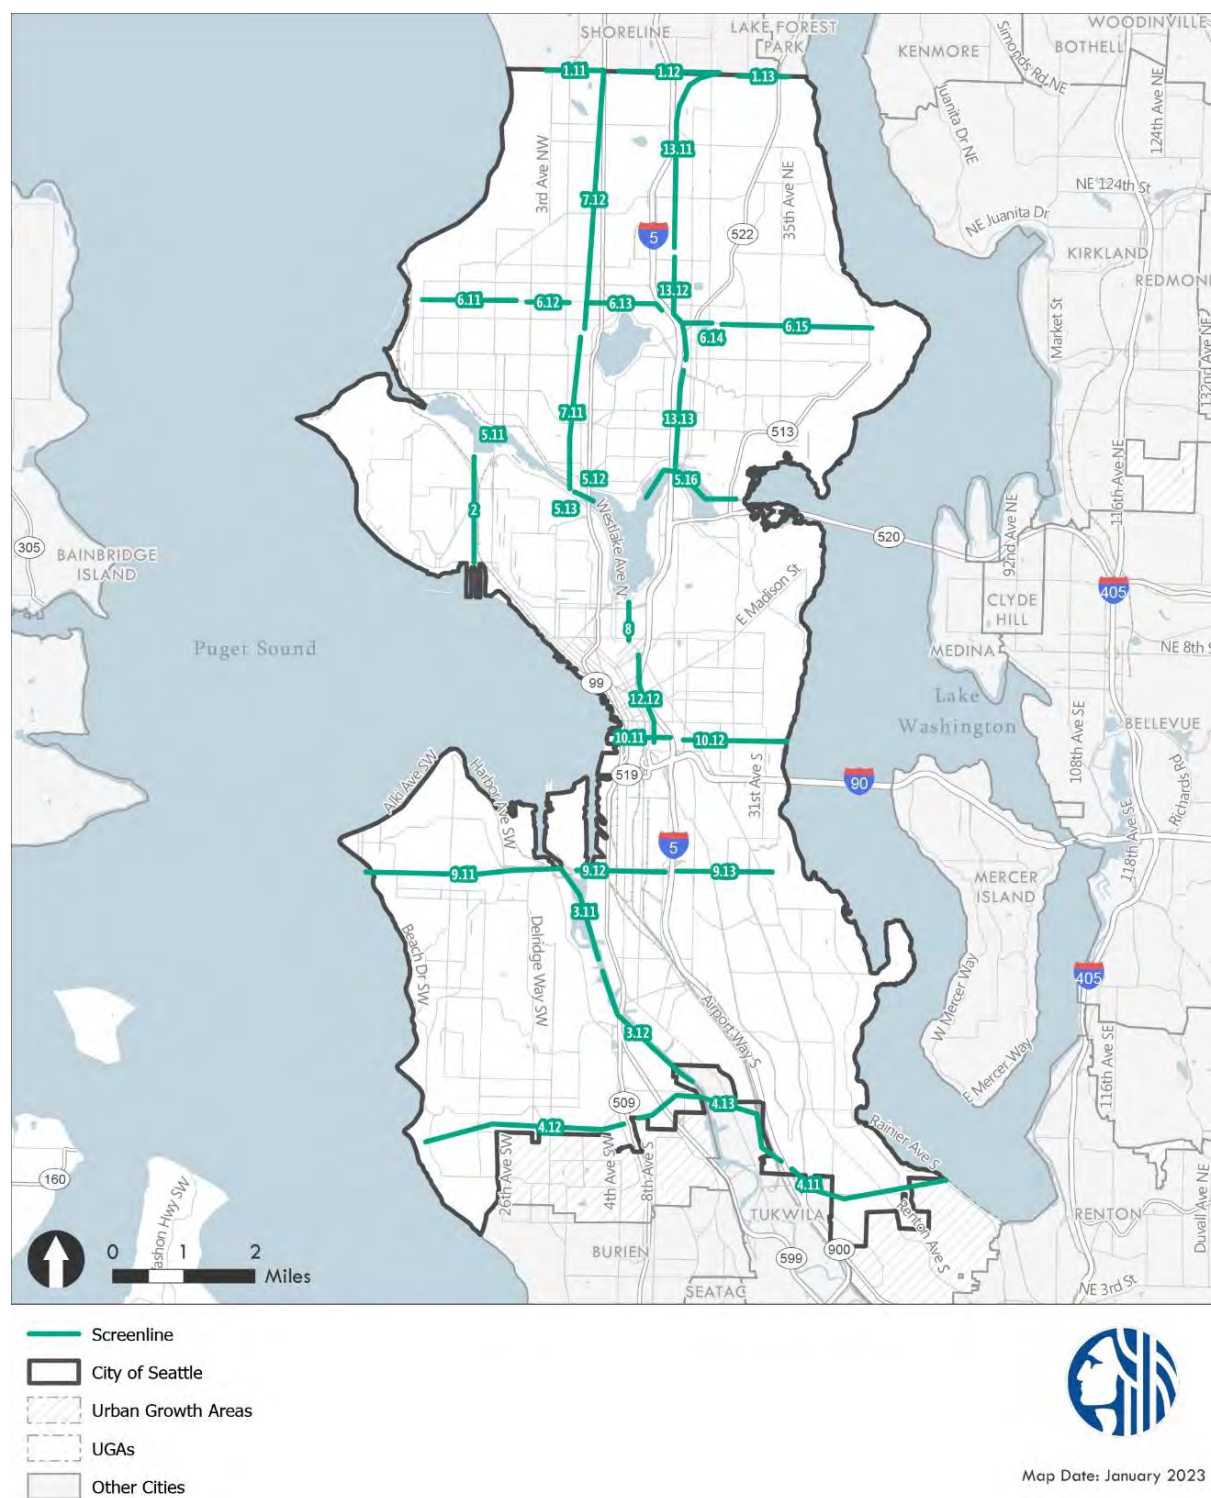 SHORELINE
LAKE FOREST
PARK
WOODINVILLE
KENMORE
BOTHELL
Simonds Rd NE
1.11
1.12
1.13
Juanita Dr NE
124th Ave NE
3rd Ave NW
13.11
35th Ave NE
NE 124th St
7.12
NE Juanita Dr
5
522
KIRKLAND
REDMON
13.12
6.11
6.12
6.13
6.14
6.15
Market St
132nd Ave NE
7.11
13.13
513
5.11
116th Ave NE
5.12
5.16
2
5.13
Westlake Ave N
520
92nd Ave NE
305
BAINBRIDGE
ISLAND
E Madison St
405
CLYDE
HILL
8
Puget Sound
MEDINA
NE 8th S
99
12.12
Lake
Washington
108th Ave SE
BELLEVUE
10.11
10.12
Alki Ave SW
Harbor Ave SW
519
31st Ave S
90
Richards Rd
5
118th Ave SE
9.11
9.12
9.13
MERCER
ISLAND
3.11
Beach Dr SW
Delridge Way SW
405
Airport Way S
W Mercer Way
3.12
E Mercer Way
116th Ave SE
509
4.13
4.12
Rainier Ave S
26th Ave SW
4th Ave SW
8th Ave S
4.11
160
ashon Hwy SW
TUKWILA
Renton Ave S
RENTON
Duvall Ave NE
0 1 2
Miles
BURIEN
599
900
SEATAC
NE 3rd St
Screenline
City of Seattle
Urban Growth Areas
UGAs
Other Cities
Map Date: January 2023